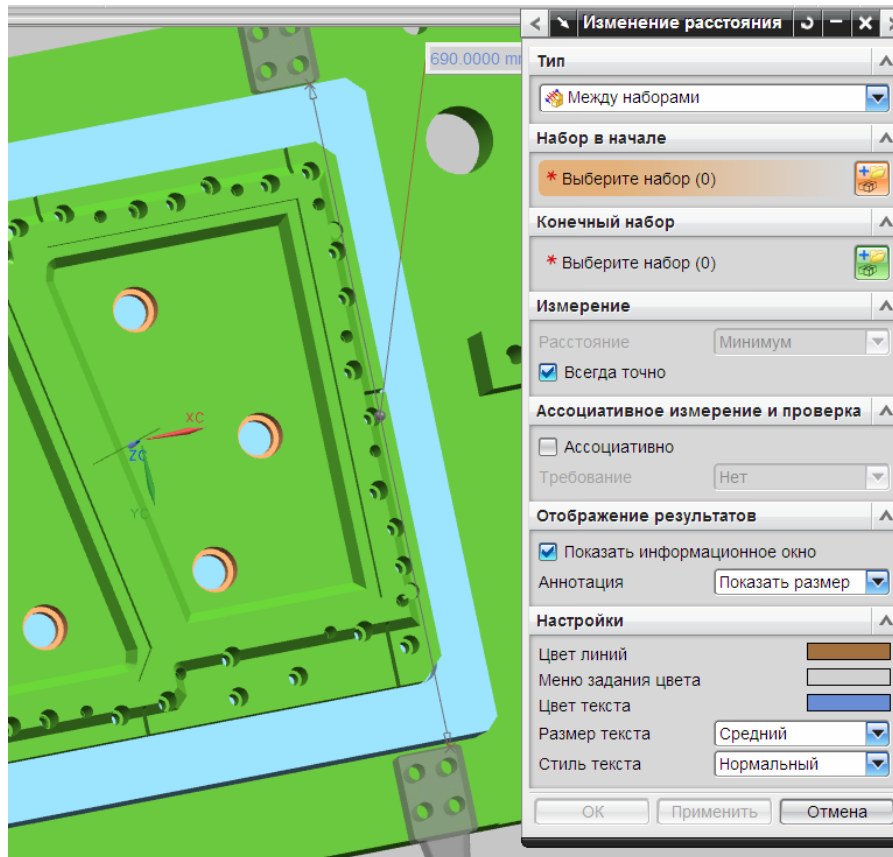 Изменение расстояния
690.0000 mm
Тип
Между наборами
Набор в начале
* Выберите набор (0)
Конечный набор
* Выберите набор (0)
Измерение
Расстояние Минимум
Всегда точно
Ассоциативное измерение и проверка
Ассоциативно
Требование Нет
Отображение результатов
Показать информационное окно
Аннотация Показать размер
Настройки
Цвет линий
Меню задания цвета
Цвет текста
Размер текста Средний
Стиль текста Нормальный
ОК Применить Отмена
XC
ZC
YC